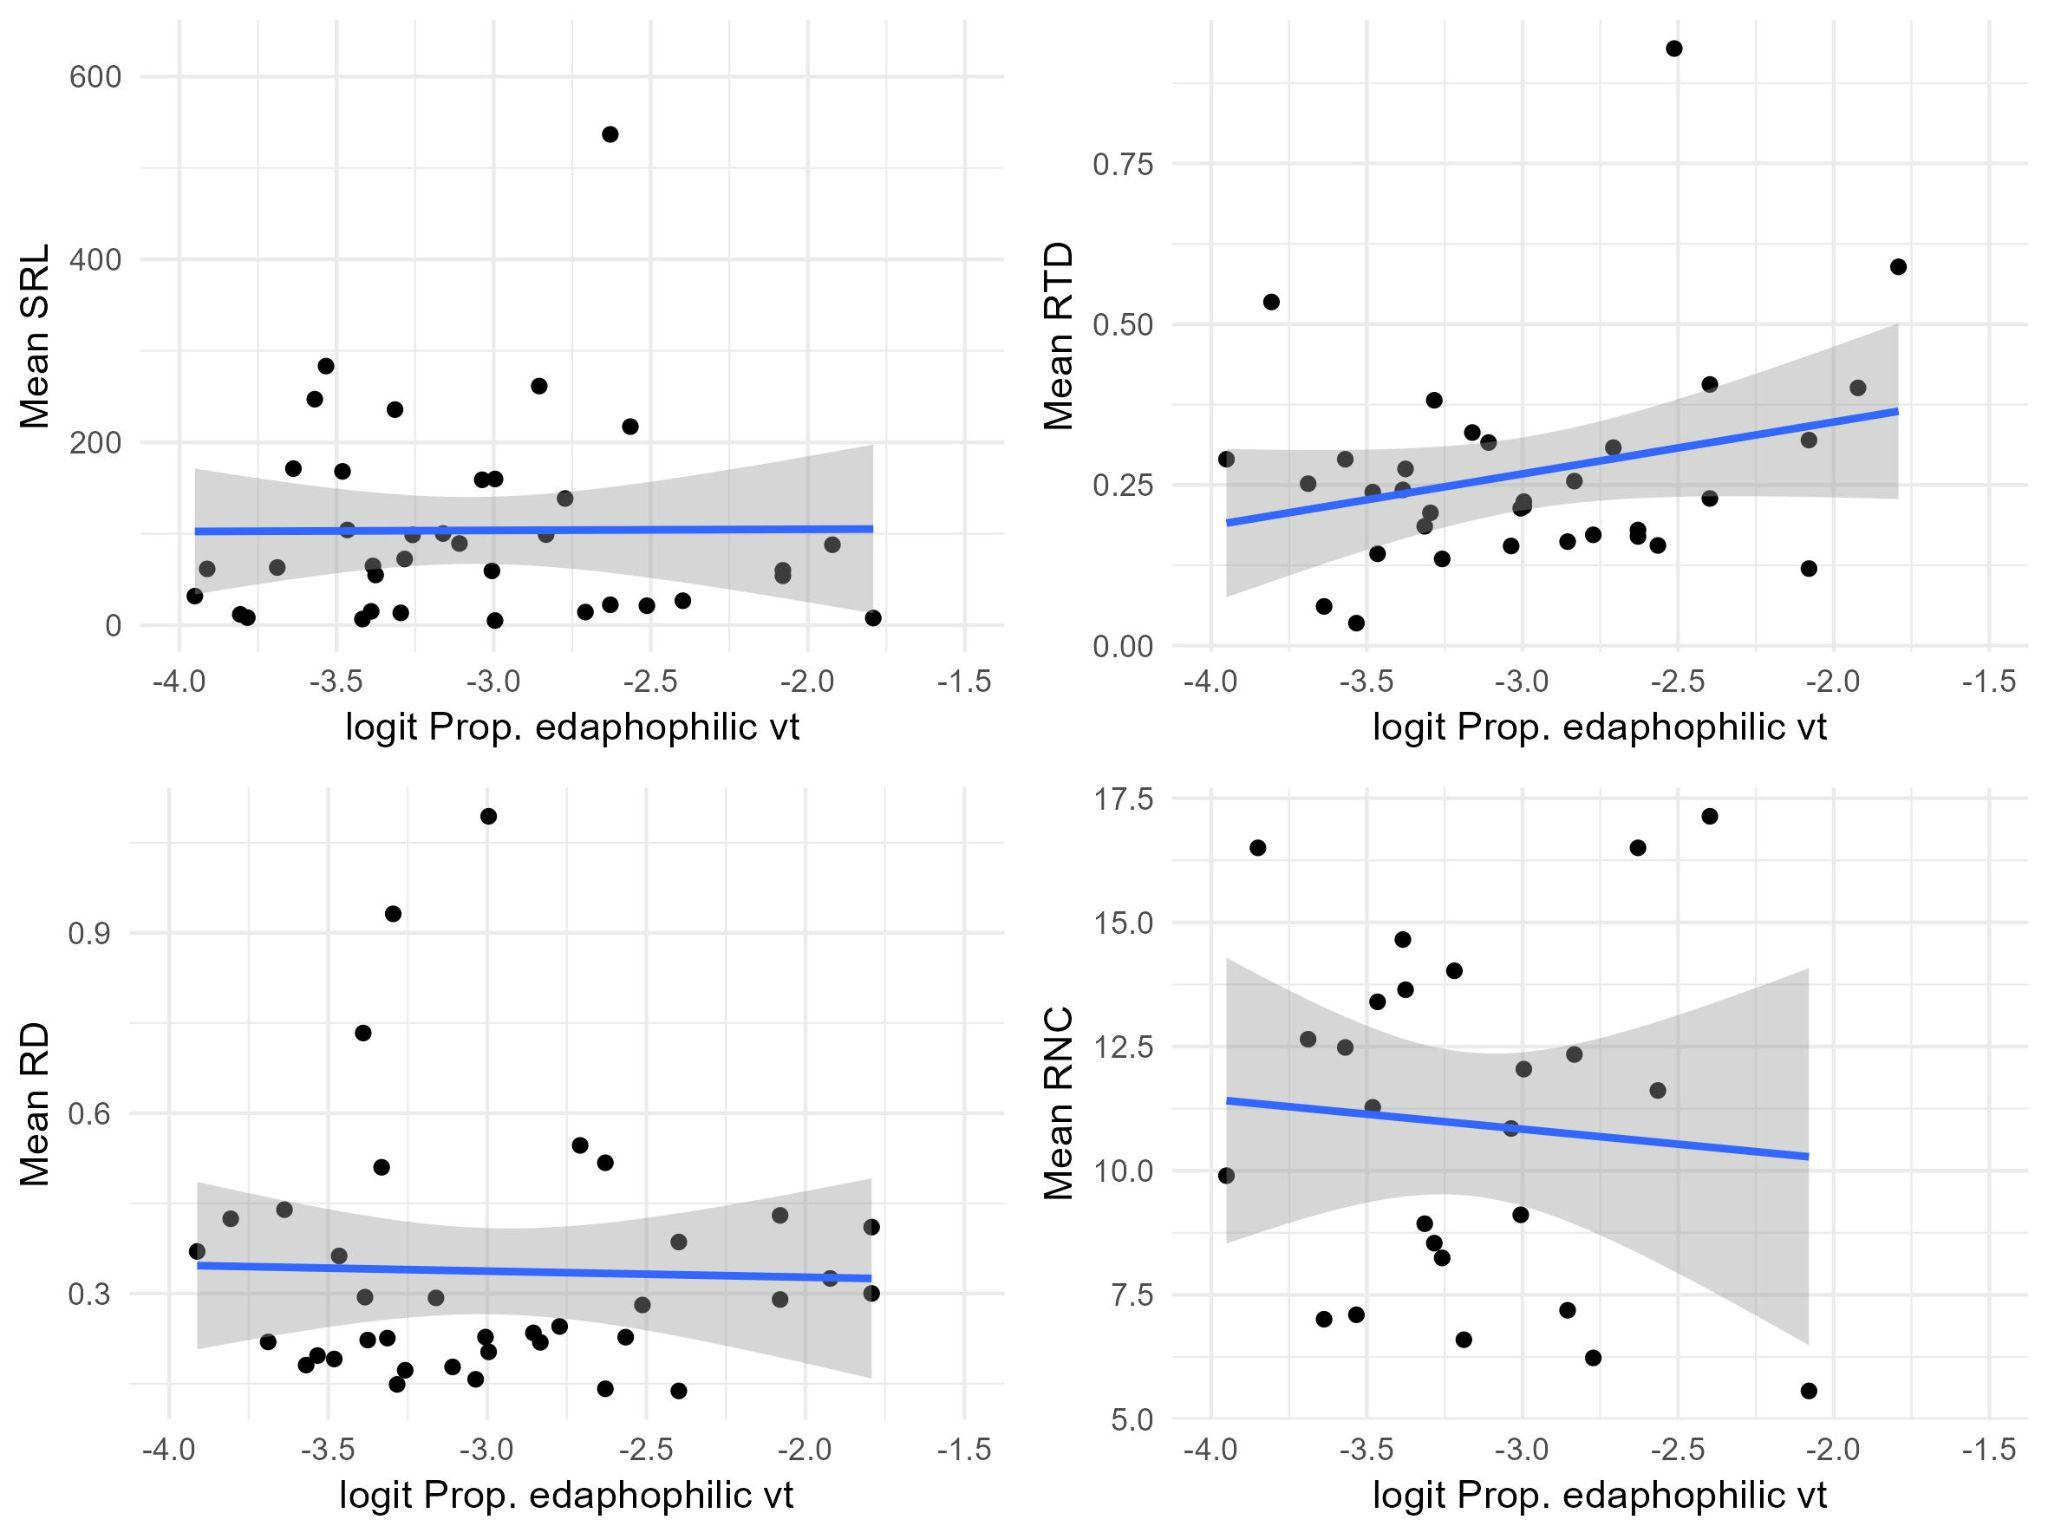 600
400
200
0
Mean SRL
-4.0 -3.5 -3.0 -2.5 -2.0 -1.5
logit Prop. edaphophilic vt
0.75
0.50
0.25
0.00
Mean RTD
-4.0 -3.5 -3.0 -2.5 -2.0 -1.5
logit Prop. edaphophilic vt
0.9
0.6
0.3
Mean RD
-4.0 -3.5 -3.0 -2.5 -2.0 -1.5
logit Prop. edaphophilic vt
17.5
15.0
12.5
10.0
7.5
5.0
Mean RNC
-4.0 -3.5 -3.0 -2.5 -2.0 -1.5
logit Prop. edaphophilic vt